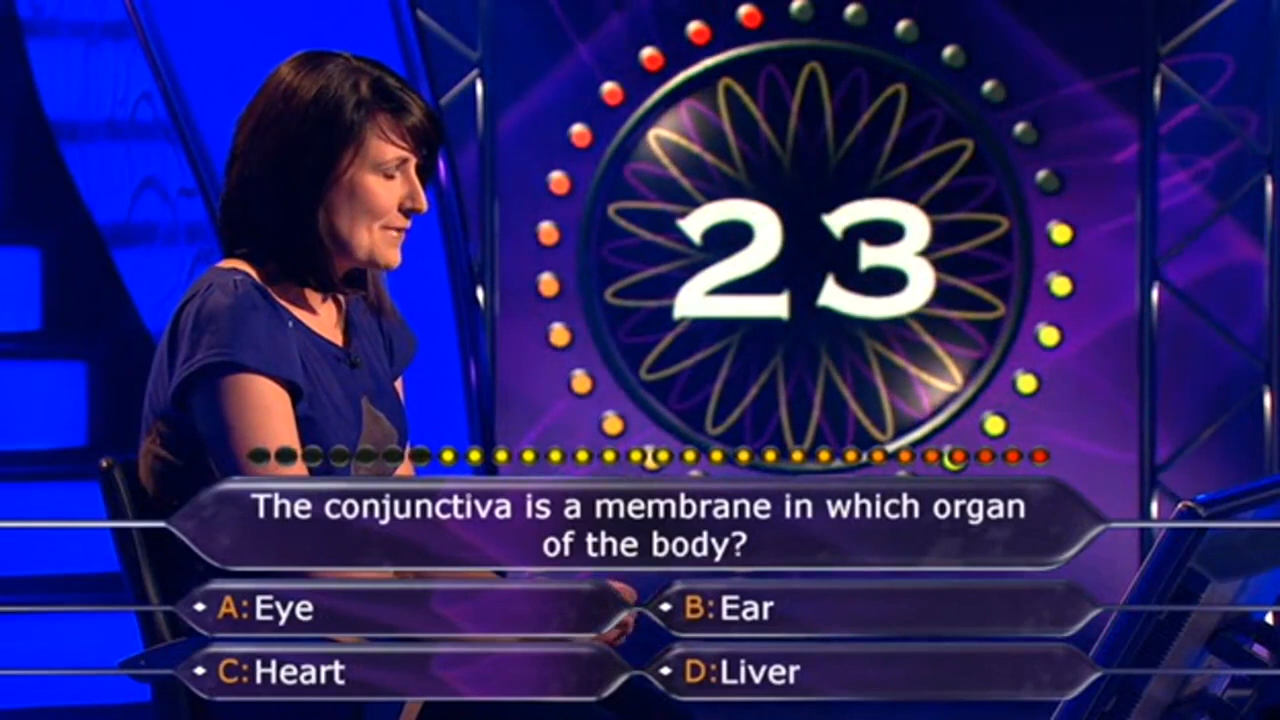 23
The conjunctiva is a membrane in which organ
of the body?
A: Eye
B: Ear
C: Heart
D: Liver